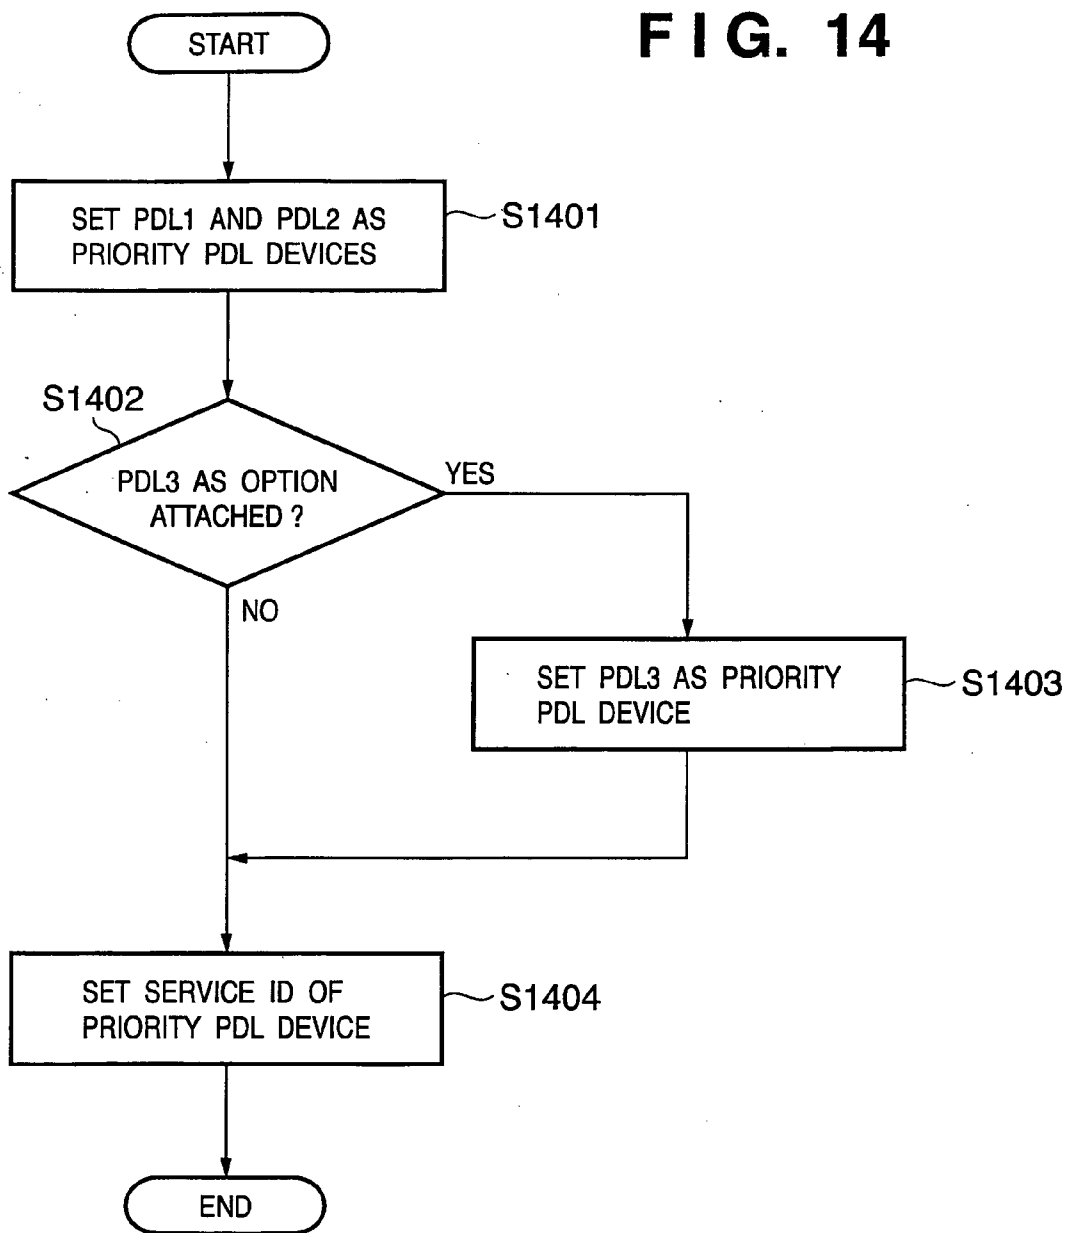 FIG. 14
START
SET PDL1 AND PDL2 AS
PRIORITY PDL DEVICES
S1401
S1402
PDL3 AS OPTION
ATTACHED?
YES
NO
SET PDL3 AS PRIORITY
PDL DEVICE
S1403
SET SERVICE ID OF
PRIORITY PDL DEVICE
S1404
END